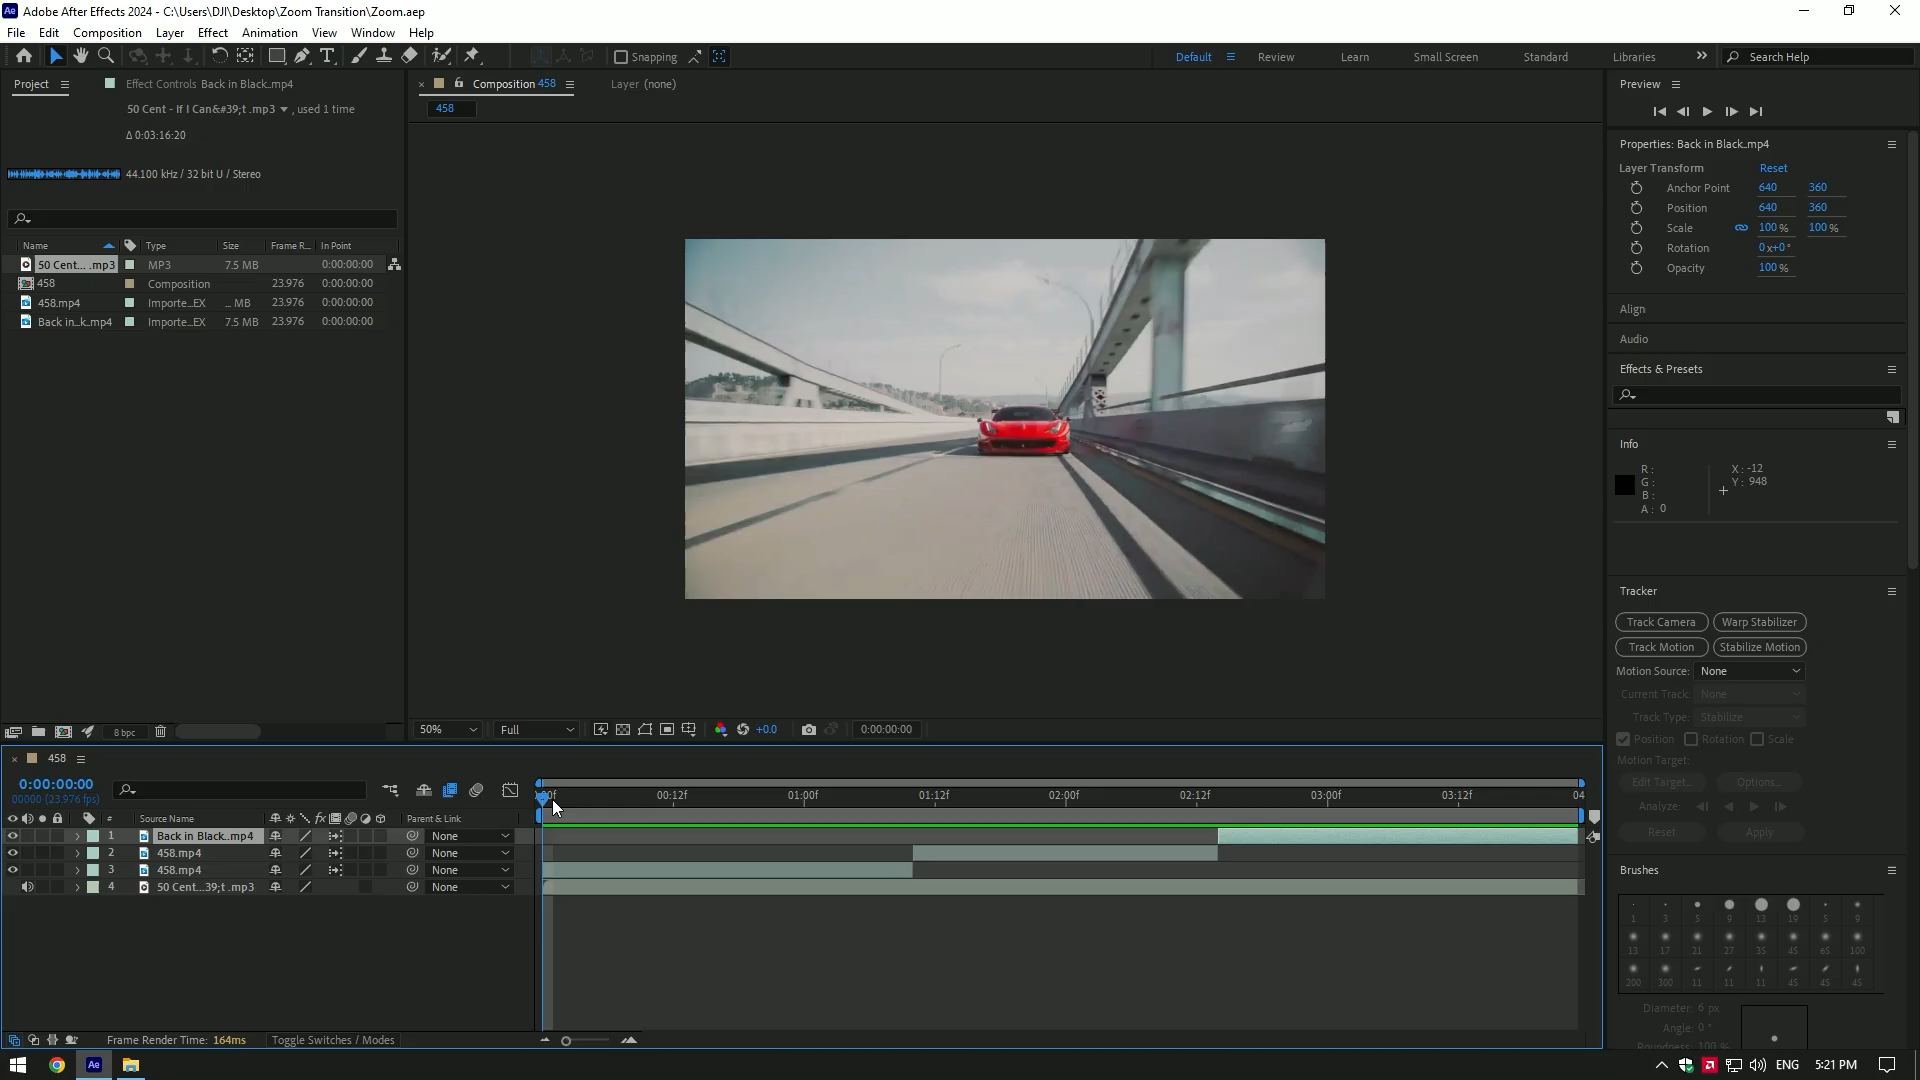 Adobe After Effects 2024 - C:\Users\DJI\Desktop\Zoom Transition\Zoom.aep
File Edit Composition Layer Effect Animation View Window Help
Snapping
Default Review Learn Small Screen Standard Libraries Search Help
Project Effect Controls Back in Black..mp4
50 Cent - If I Can&#39;t .mp3 , used 1 time
Δ 0:03:16:20
44.100 kHz / 32 bit U / Stereo
Name Type Size Frame R... In Point
50 Cent... .mp3 MP3 7.5 MB 0:00:00:00
458 Composition 23.976 0:00:00:00
458.mp4 Importe...EX ... MB 23.976 0:00:00:00
Back in...k..mp4 Importe...EX 7.5 MB 23.976 0:00:00:00
8 bpc
Composition 458 Layer (none)
458
50% Full +0.0 0:00:00:00
Preview
Properties: Back in Black..mp4
Layer Transform Reset
Anchor Point 640 360
Position 640 360
Scale 100 % 100 %
Rotation 0x+0°
Opacity 100 %
Align
Audio
Effects & Presets
Info
R : X : -12
G : Y : 948
B :
A : 0
Tracker
Track Camera Warp Stabilizer
Track Motion Stabilize Motion
Motion Source: None
Current Track: None
Track Type: Stabilize
Position Rotation Scale
Motion Target:
Edit Target... Options...
Analyze:
Reset Apply
Brushes
1 3 5 9 13 19 5 9
13 17 21 27 35 45 65 100
200 300 11 11 11 45 45 45
Diameter: 6 px
Angle: 0 °
Roundness: 100 %
458
0:00:00:00
00000 (23.976 fps)
:00f 00:12f 01:00f 01:12f 02:00f 02:12f 03:00f 03:12f 04
# Source Name fx Parent & Link
1 Back in Black..mp4 None
2 458.mp4 None
3 458.mp4 None
4 50 Cent...39;t .mp3 None
Frame Render Time: 164ms Toggle Switches / Modes
Ae ENG 5:21 PM